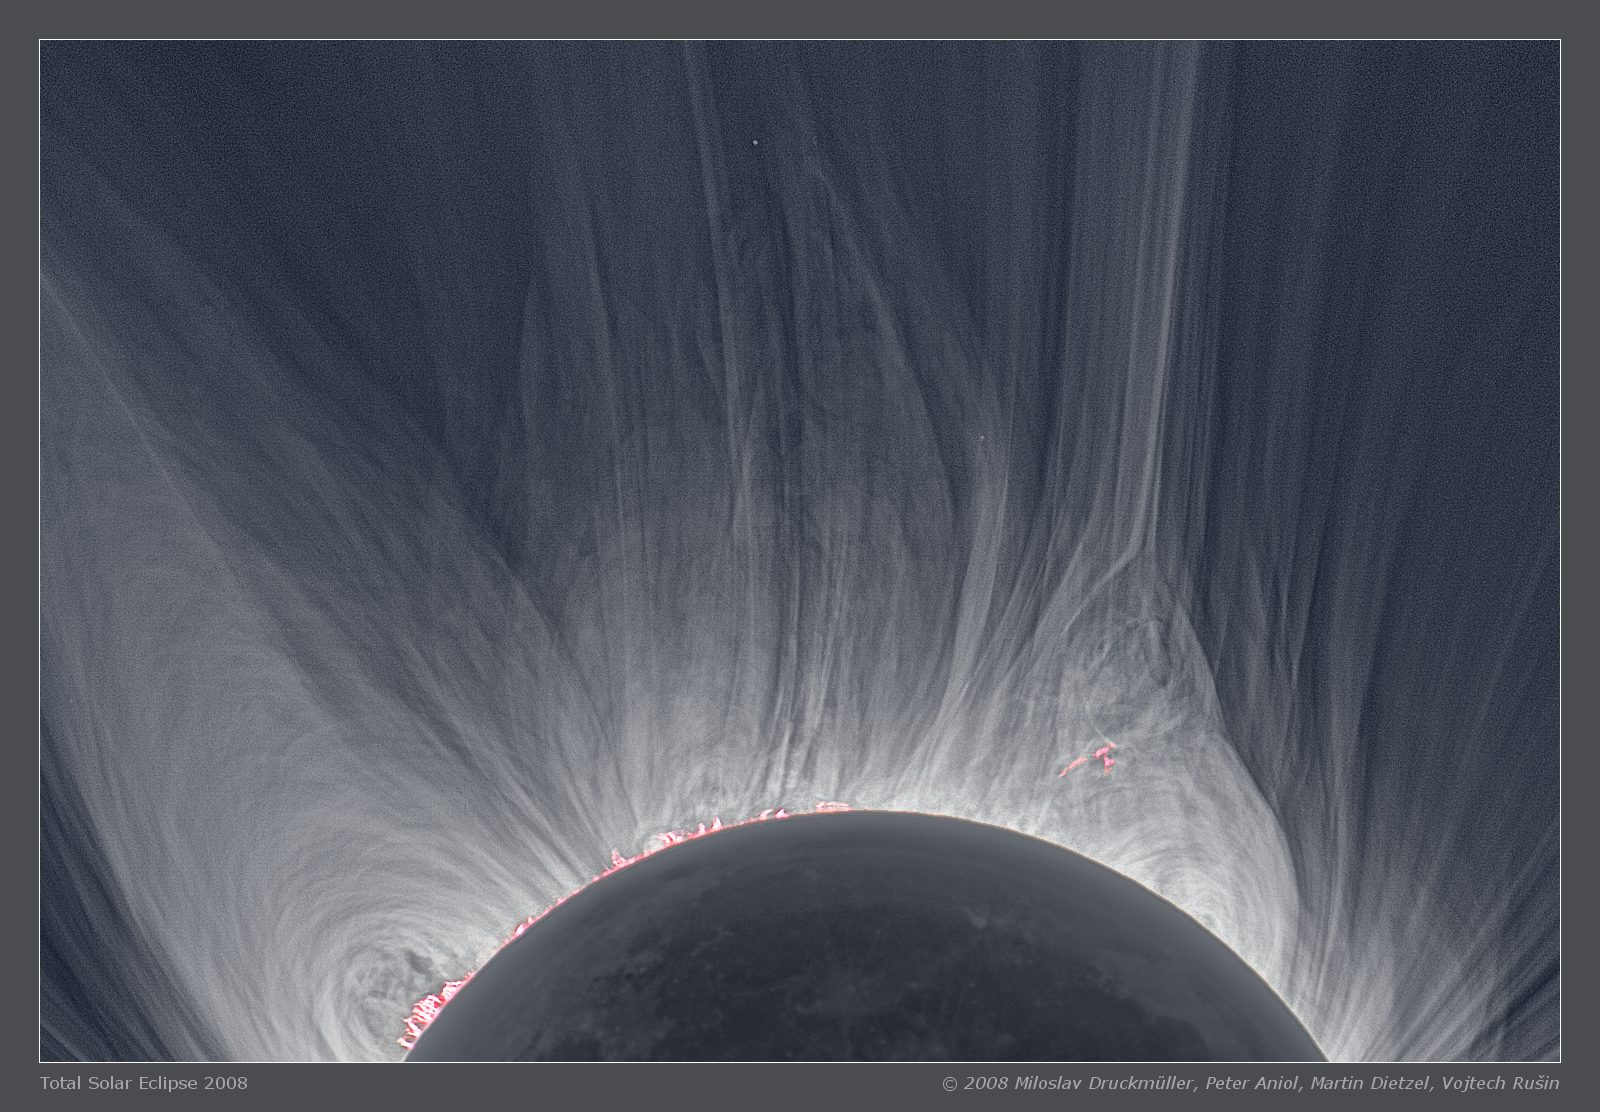 Total Solar Eclipse 2008
© 2008 Miloslav Druckmüller, Peter Aniol, Martin Dietzel, Vojtech Rušin